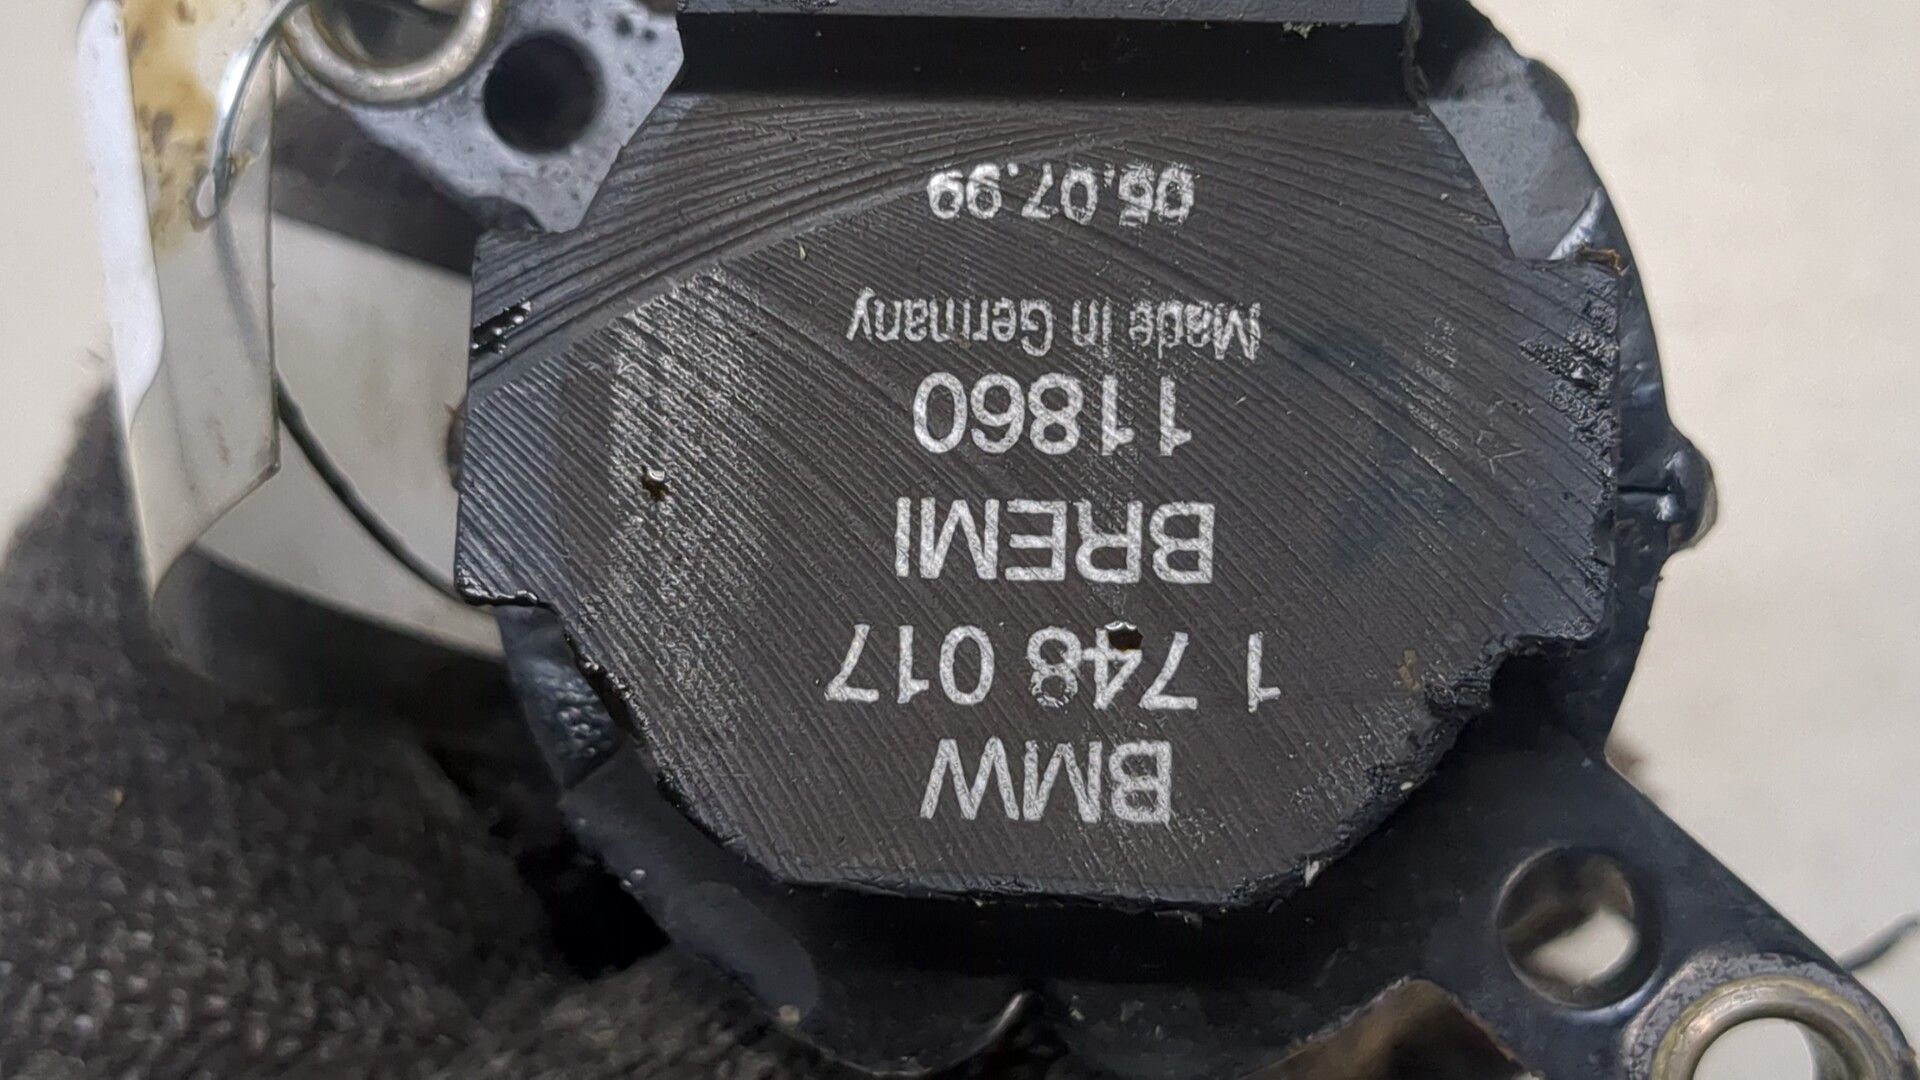 BMW
1 748 017
BREMI
11860
Made in Germany
05.07.99